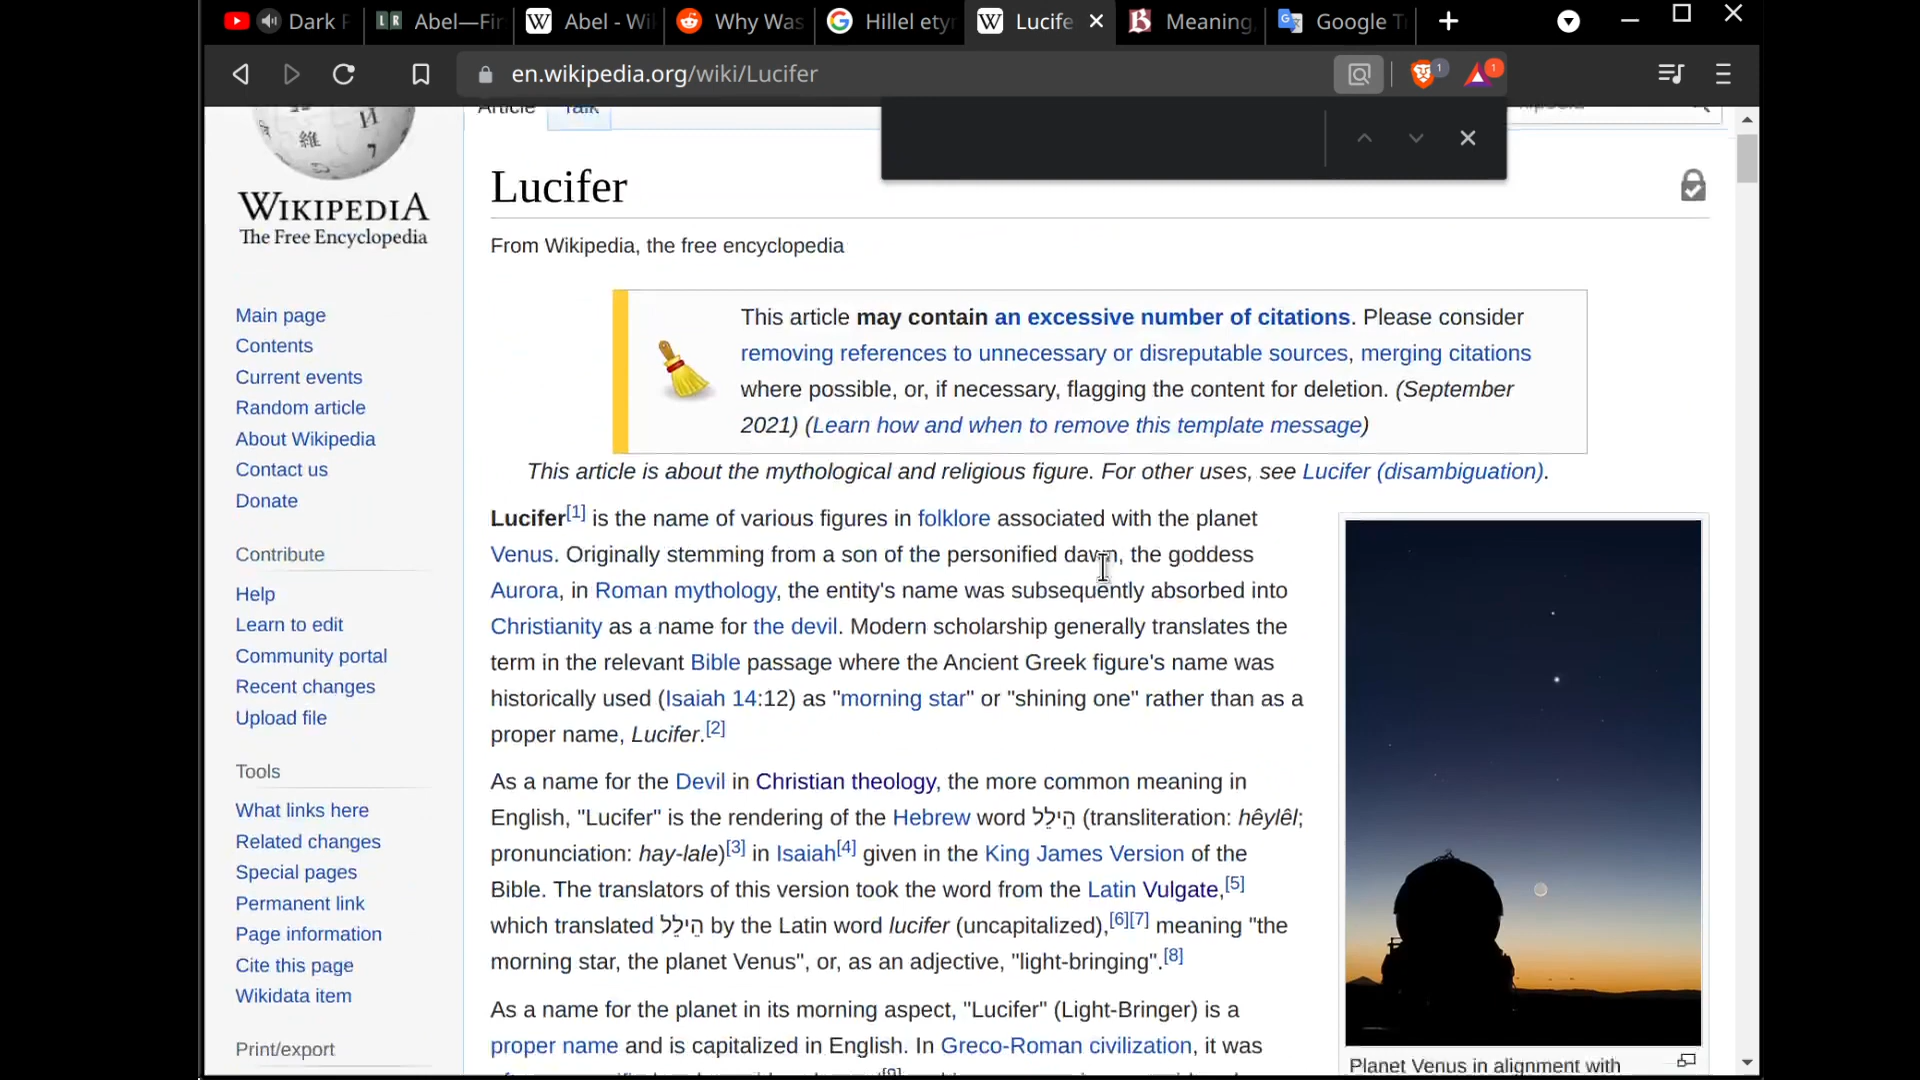 Dark
Abel—Fir
Abel - Wi
Why Was
Hillel ety
Lucife
Meaning,
Google T
en.wikipedia.org/wiki/Lucifer
1
1
Article
Talk
WIKIPEDIA
The Free Encyclopedia
Main page
Contents
Current events
Random article
About Wikipedia
Contact us
Donate
Contribute
Help
Learn to edit
Community portal
Recent changes
Upload file
Tools
What links here
Related changes
Special pages
Permanent link
Page information
Cite this page
Wikidata item
Print/export
Lucifer
From Wikipedia, the free encyclopedia
This article may contain an excessive number of citations. Please consider
removing references to unnecessary or disreputable sources, merging citations
where possible, or, if necessary, flagging the content for deletion. (September
2021) (Learn how and when to remove this template message)
This article is about the mythological and religious figure. For other uses, see Lucifer (disambiguation).
Lucifer[1] is the name of various figures in folklore associated with the planet
Venus. Originally stemming from a son of the personified dawn, the goddess
Aurora, in Roman mythology, the entity's name was subsequently absorbed into
Christianity as a name for the devil. Modern scholarship generally translates the
term in the relevant Bible passage where the Ancient Greek figure's name was
historically used (Isaiah 14:12) as "morning star" or "shining one" rather than as a
proper name, Lucifer.[2]
As a name for the Devil in Christian theology, the more common meaning in
English, "Lucifer" is the rendering of the Hebrew word הֵילֵל (transliteration: hêylêl;
pronunciation: hay-lale)[3] in Isaiah[4] given in the King James Version of the
Bible. The translators of this version took the word from the Latin Vulgate,[5]
which translated הֵילֵל by the Latin word lucifer (uncapitalized),[6][7] meaning "the
morning star, the planet Venus", or, as an adjective, "light-bringing".[8]
As a name for the planet in its morning aspect, "Lucifer" (Light-Bringer) is a
proper name and is capitalized in English. In Greco-Roman civilization, it was
Planet Venus in alignment with